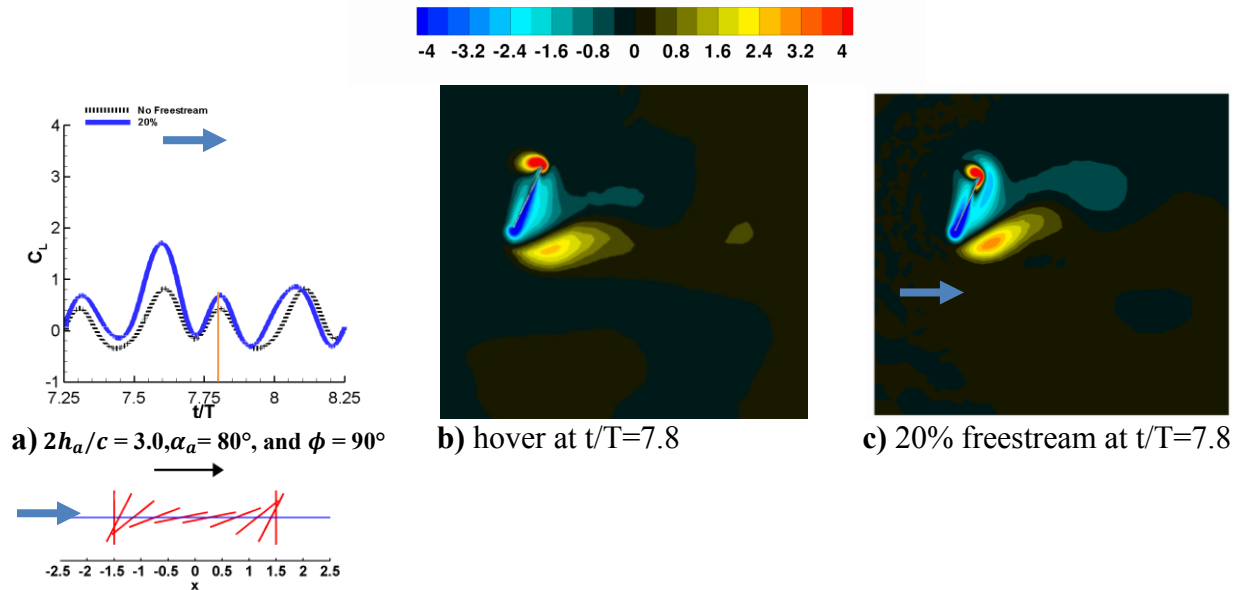 -4 -3.2 -2.4 -1.6 -0.8 0 0.8 1.6 2.4 3.2 4
No Freestream
20%
4
3
2
1
0
-1
C_L
7.25 7.5 7.75 8 8.25
t/T
a) 2hₐ/c = 3.0,αₐ= 80°, and ϕ = 90°
b) hover at t/T=7.8
c) 20% freestream at t/T=7.8
-2.5 -2 -1.5 -1 -0.5 0 0.5 1 1.5 2 2.5
x